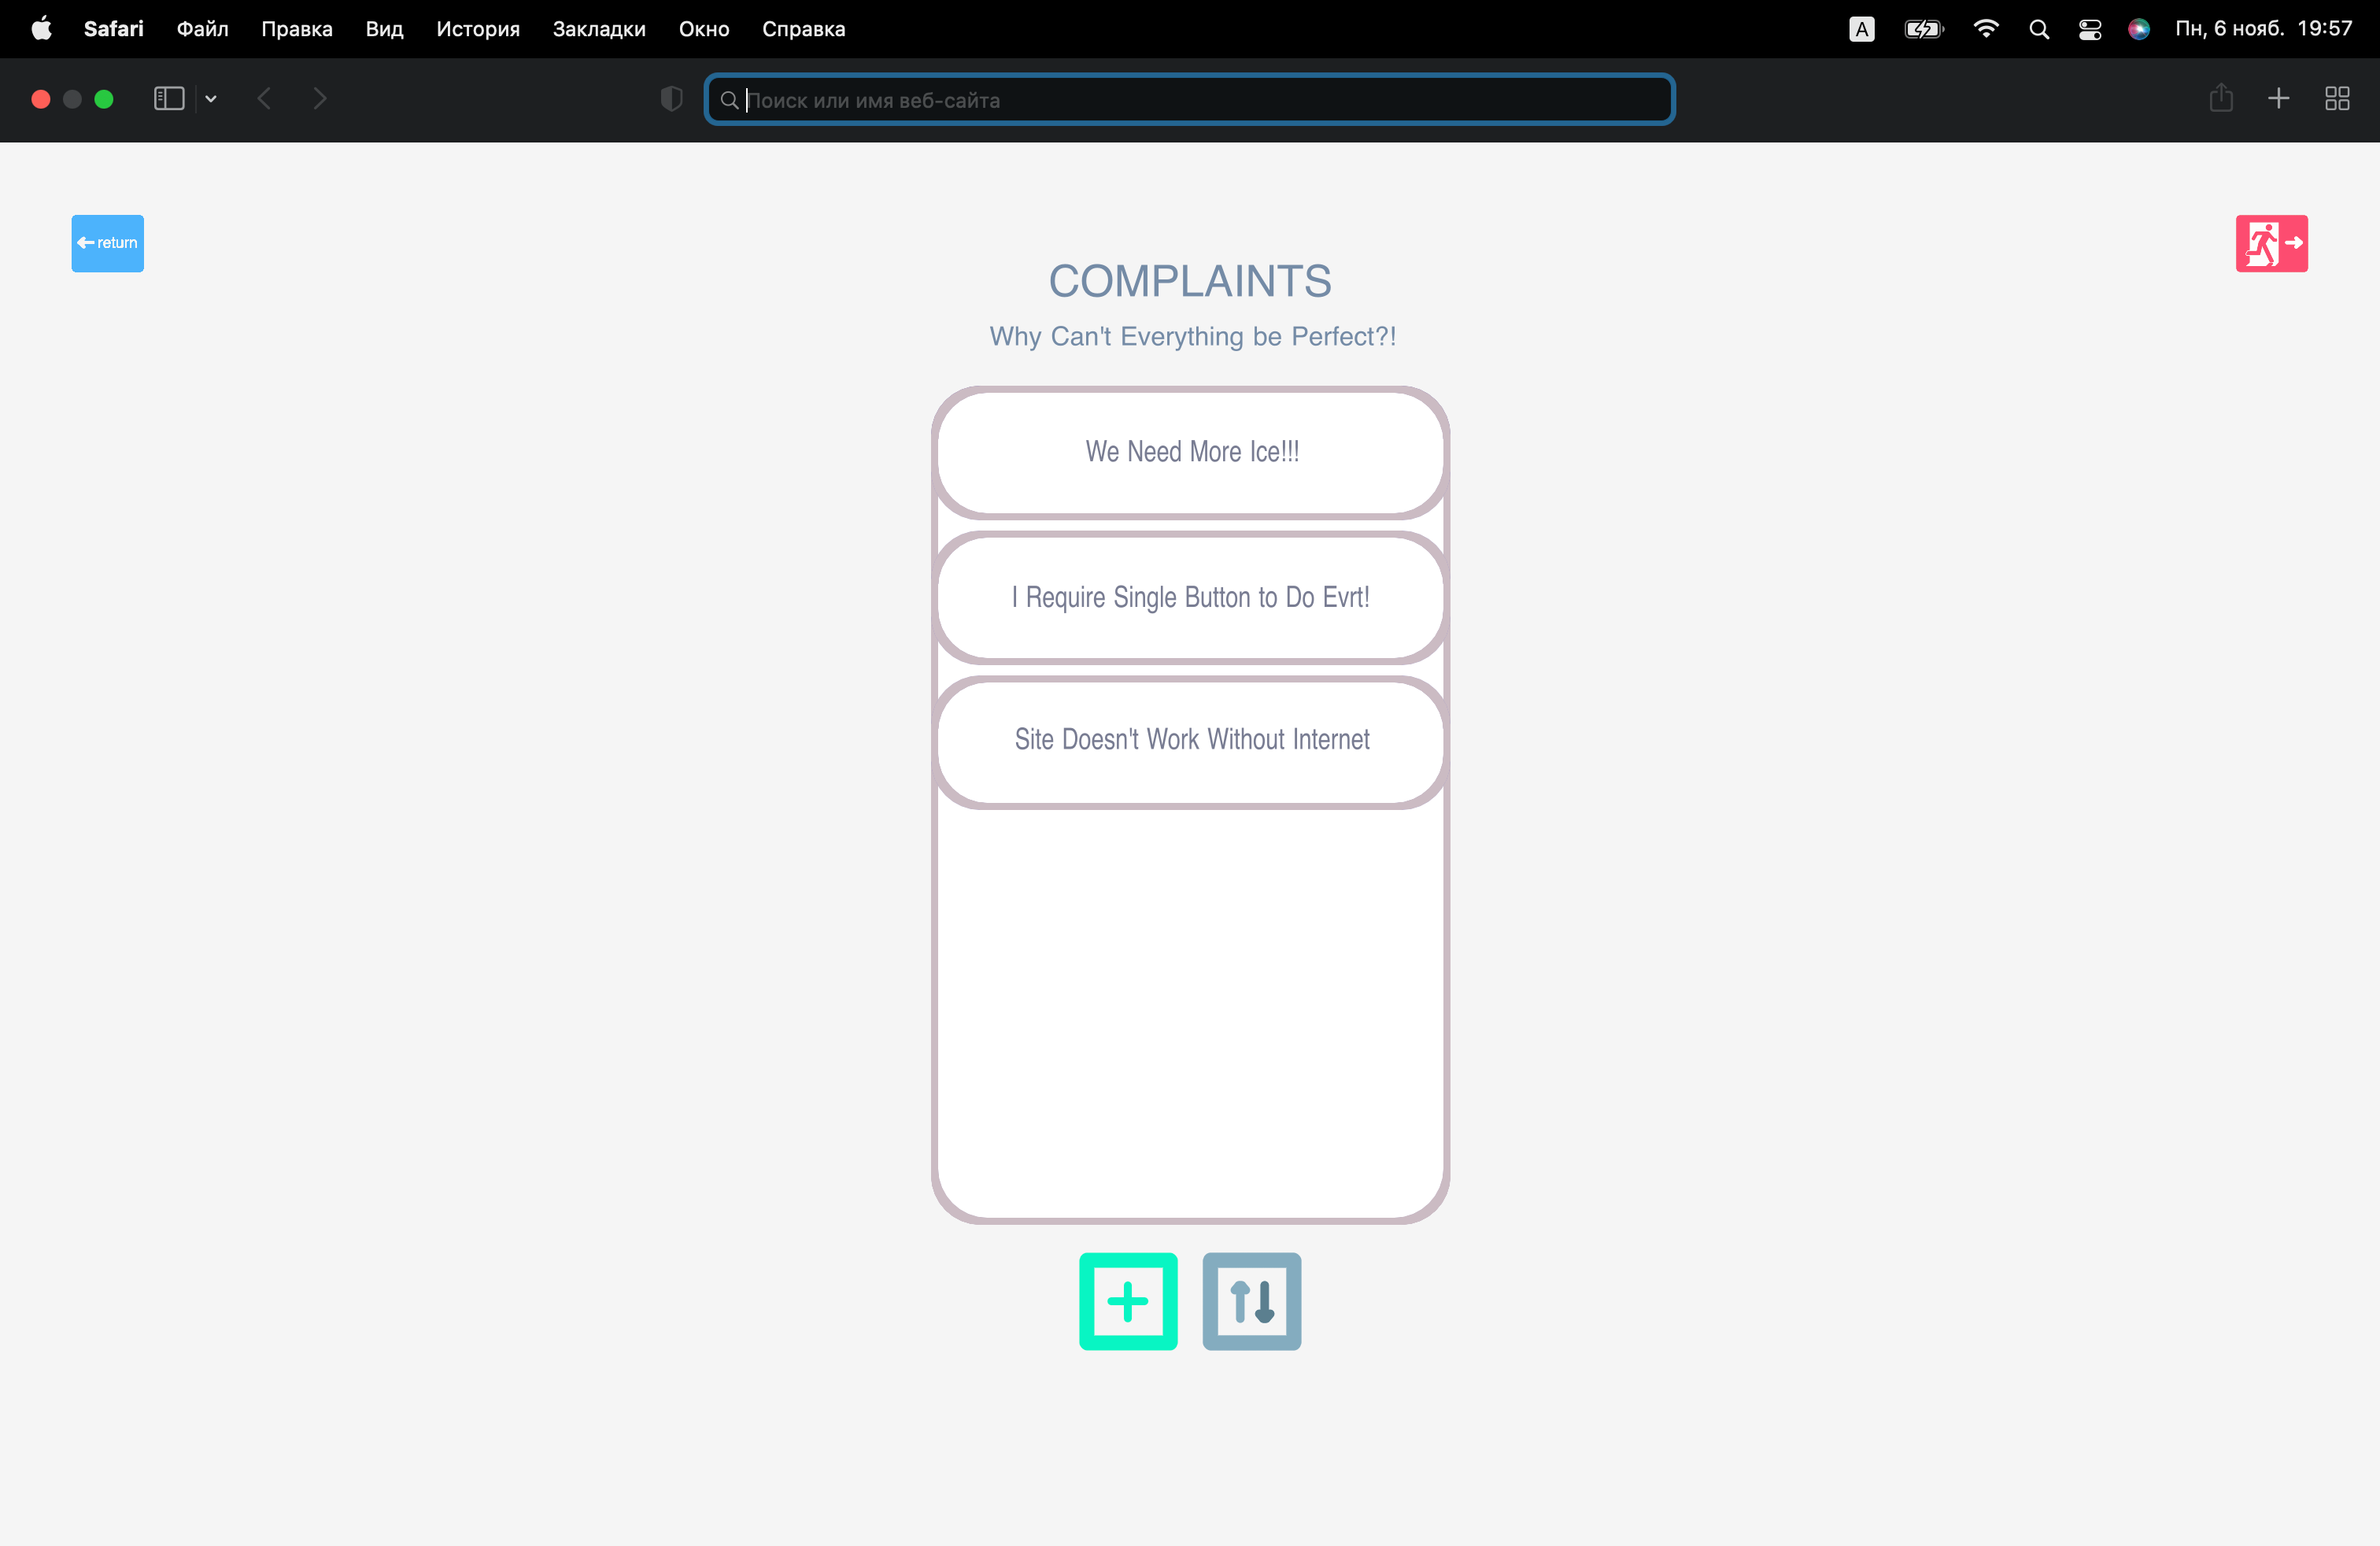 Safari Файл Правка Вид История Закладки Окно Справка A Пн, 6 нояб. 19:57
Поиск или имя веб-сайта
return
COMPLAINTS
Why Can't Everything be Perfect?!
We Need More Ice!!!
I Require Single Button to Do Evrt!
Site Doesn't Work Without Internet